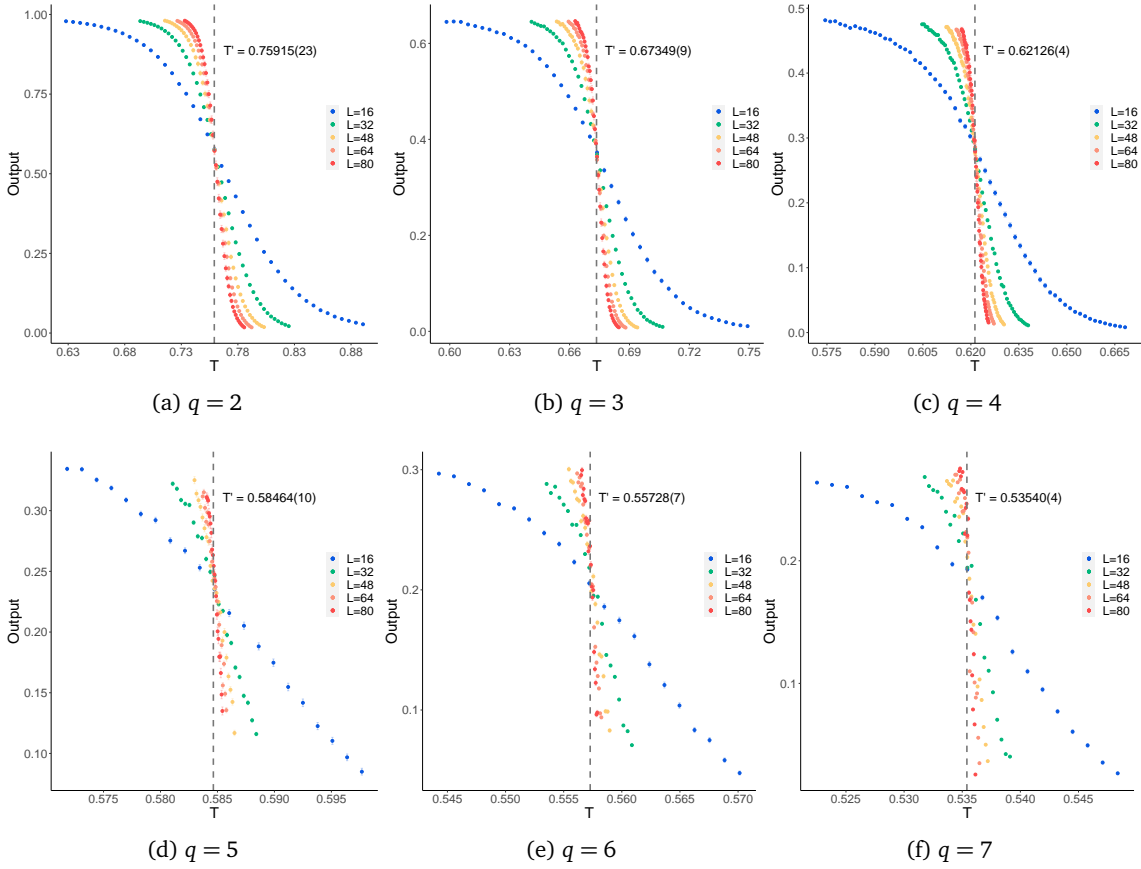 1.00
0.75
0.50
0.25
0.00
Output
T' = 0.75915(23)
L=16
L=32
L=48
L=64
L=80
0.63 0.68 0.73 0.78 0.83 0.88
T
(a) q = 2
0.6
0.4
0.2
0.0
Output
T' = 0.67349(9)
L=16
L=32
L=48
L=64
L=80
0.60 0.63 0.66 0.69 0.72 0.75
T
(b) q = 3
0.5
0.4
0.3
0.2
0.1
0.0
Output
T' = 0.62126(4)
L=16
L=32
L=48
L=64
L=80
0.575 0.590 0.605 0.620 0.635 0.650 0.665
T
(c) q = 4
0.30
0.25
0.20
0.15
0.10
Output
T' = 0.58464(10)
L=16
L=32
L=48
L=64
L=80
0.575 0.580 0.585 0.590 0.595
T
(d) q = 5
0.3
0.2
0.1
Output
T' = 0.55728(7)
L=16
L=32
L=48
L=64
L=80
0.545 0.550 0.555 0.560 0.565 0.570
T
(e) q = 6
0.2
0.1
Output
T' = 0.53540(4)
L=16
L=32
L=48
L=64
L=80
0.525 0.530 0.535 0.540 0.545
T
(f) q = 7